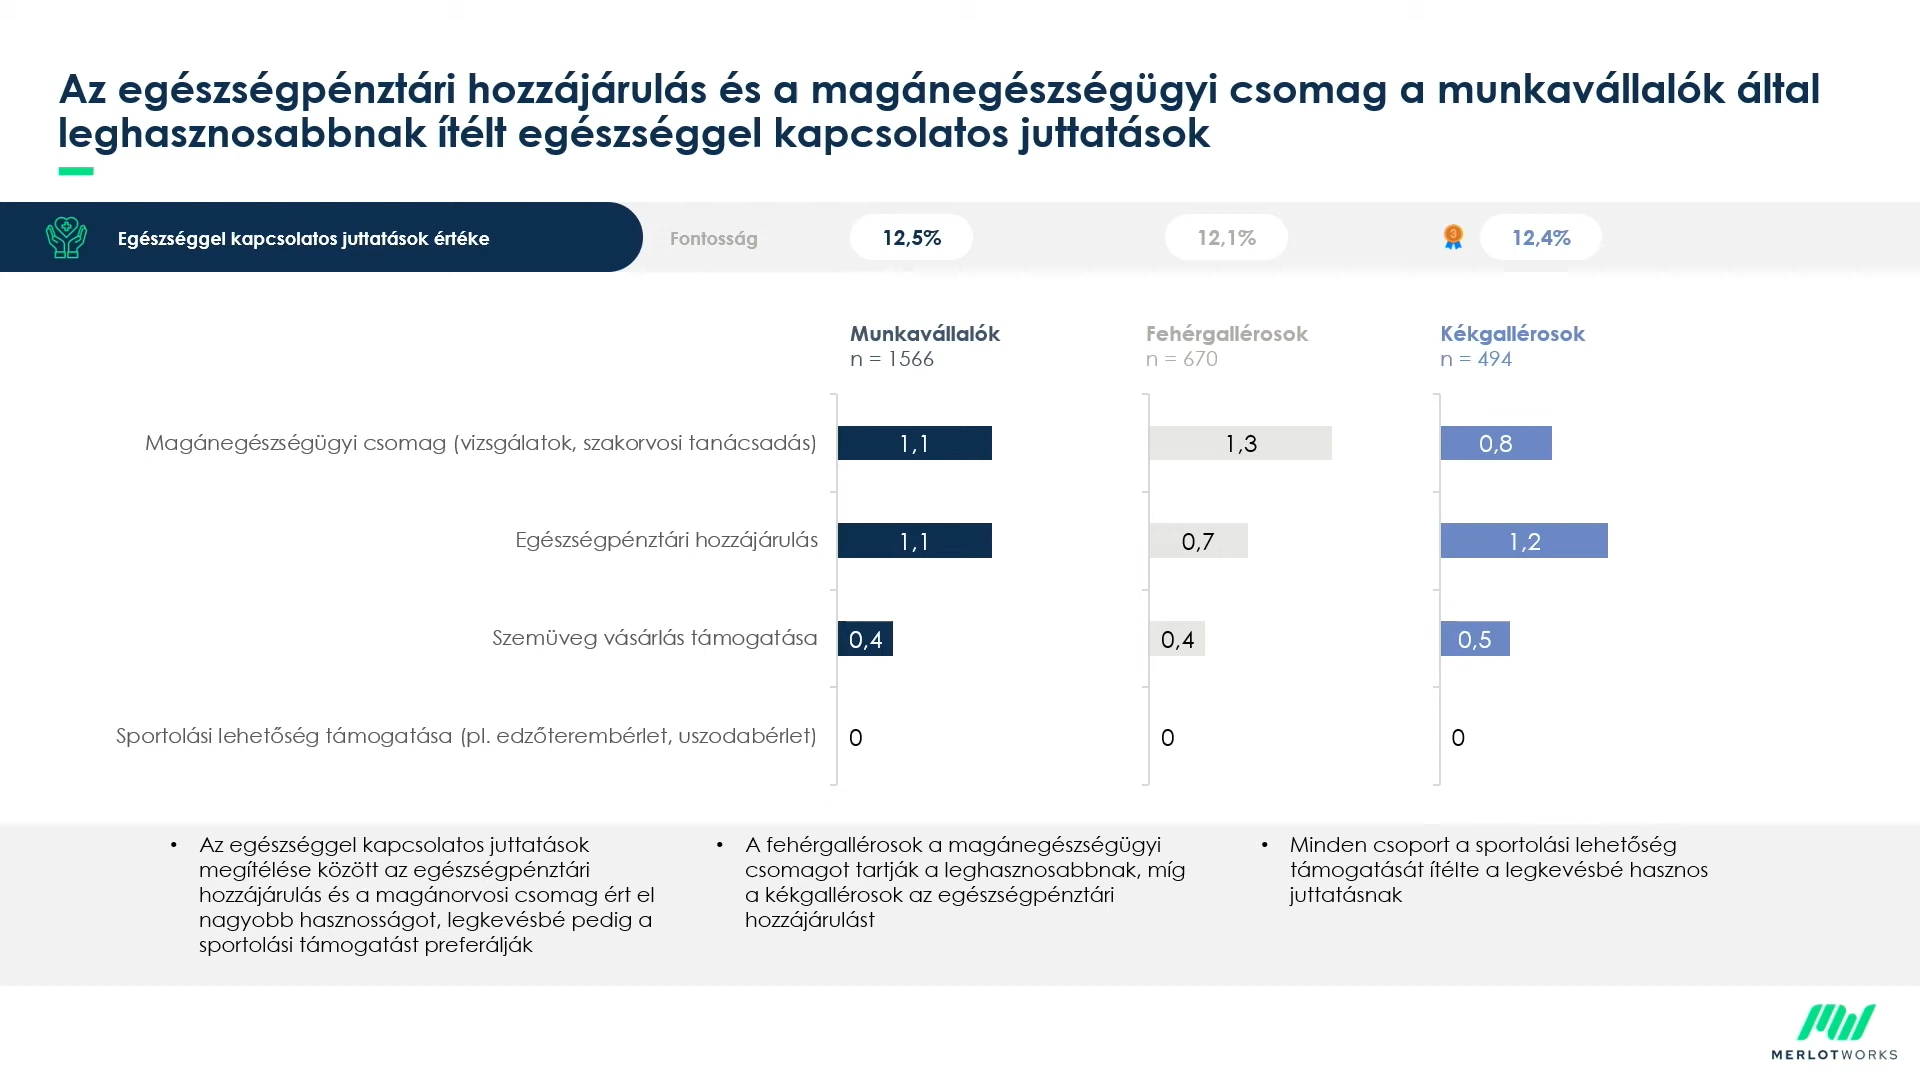 Az egészségpénztári hozzájárulás és a magánegészségügyi csomag a munkavállalók által
leghasznosabbnak ítélt egészséggel kapcsolatos juttatások
Egészséggel kapcsolatos juttatások értéke
Fontosság
12,5%
12,1%
3
12,4%
Munkavállalók
n = 1566
Fehérgallérosok
n = 670
Kékgallérosok
n = 494
Magánegészségügyi csomag (vizsgálatok, szakorvosi tanácsadás)
1,1
1,3
0,8
Egészségpénztári hozzájárulás
1,1
0,7
1,2
Szemüveg vásárlás támogatása
0,4
0,4
0,5
Sportolási lehetőség támogatása (pl. edzőterembérlet, uszodabérlet)
0
0
0
• Az egészséggel kapcsolatos juttatások
megítélése között az egészségpénztári
hozzájárulás és a magánorvosi csomag ért el
nagyobb hasznosságot, legkevésbé pedig a
sportolási támogatást preferálják
• A fehérgallérosok a magánegészségügyi
csomagot tartják a leghasznosabbnak, míg
a kékgallérosok az egészségpénztári
hozzájárulást
• Minden csoport a sportolási lehetőség
támogatását ítélte a legkevésbé hasznos
juttatásnak
MERLOTWORKS